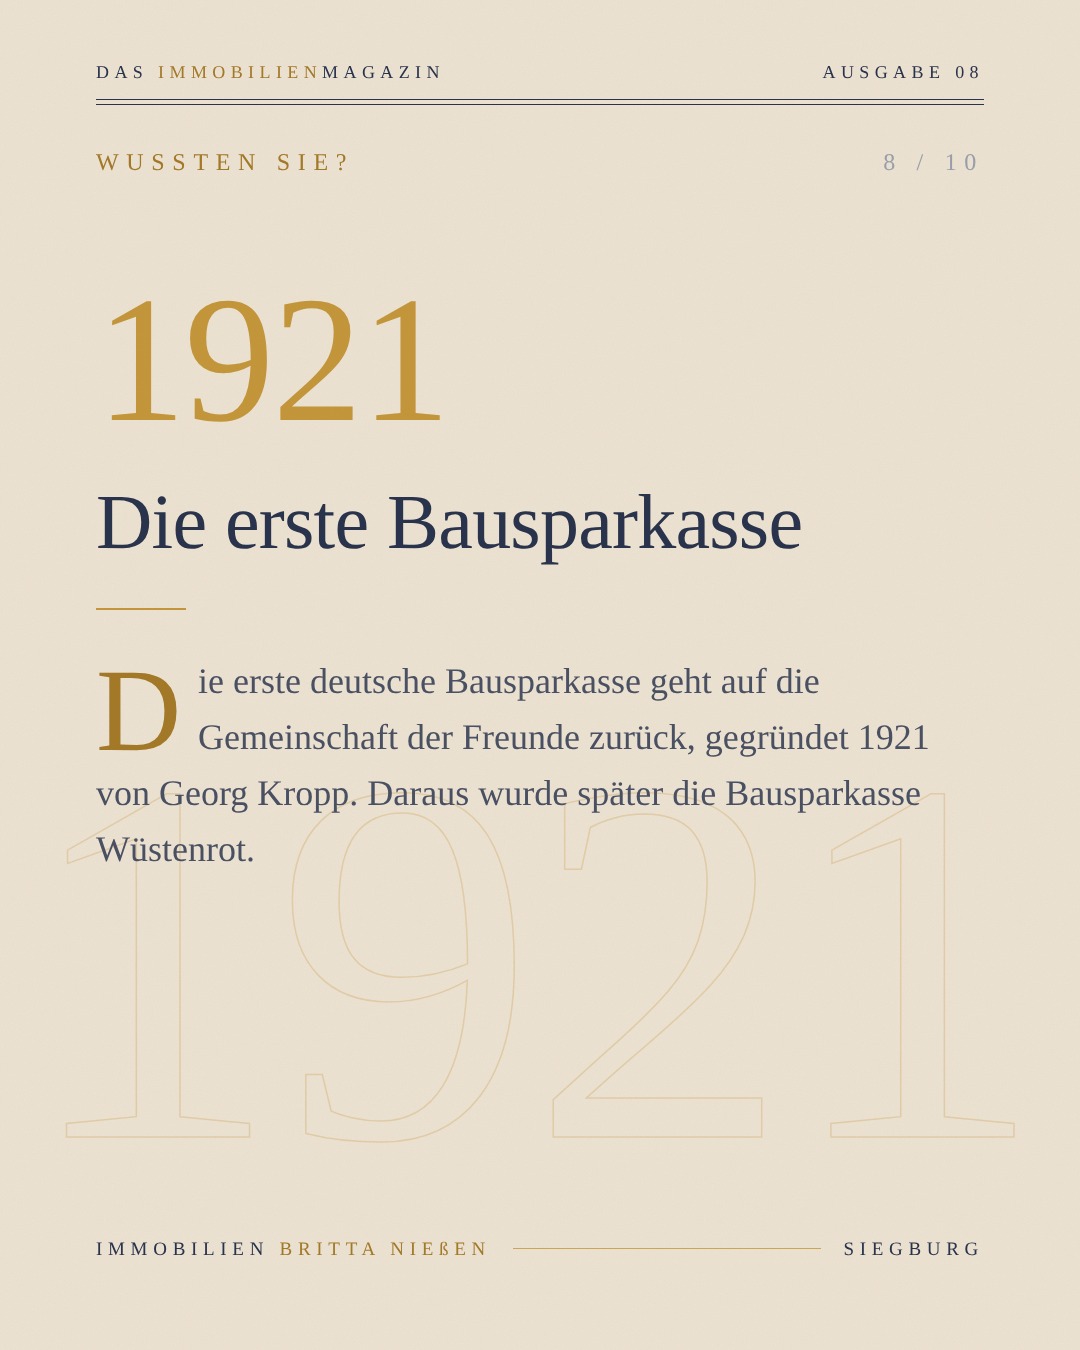 DAS IMMOBILIENMAGAZIN AUSGABE 08
WUSSTEN SIE? 8 / 10
1921
Die erste Bausparkasse
Die erste deutsche Bausparkasse geht auf die
Gemeinschaft der Freunde zurück, gegründet 1921
von Georg Kropp. Daraus wurde später die Bausparkasse
Wüstenrot.
1921
IMMOBILIEN BRITTA NIEßEN SIEGBURG